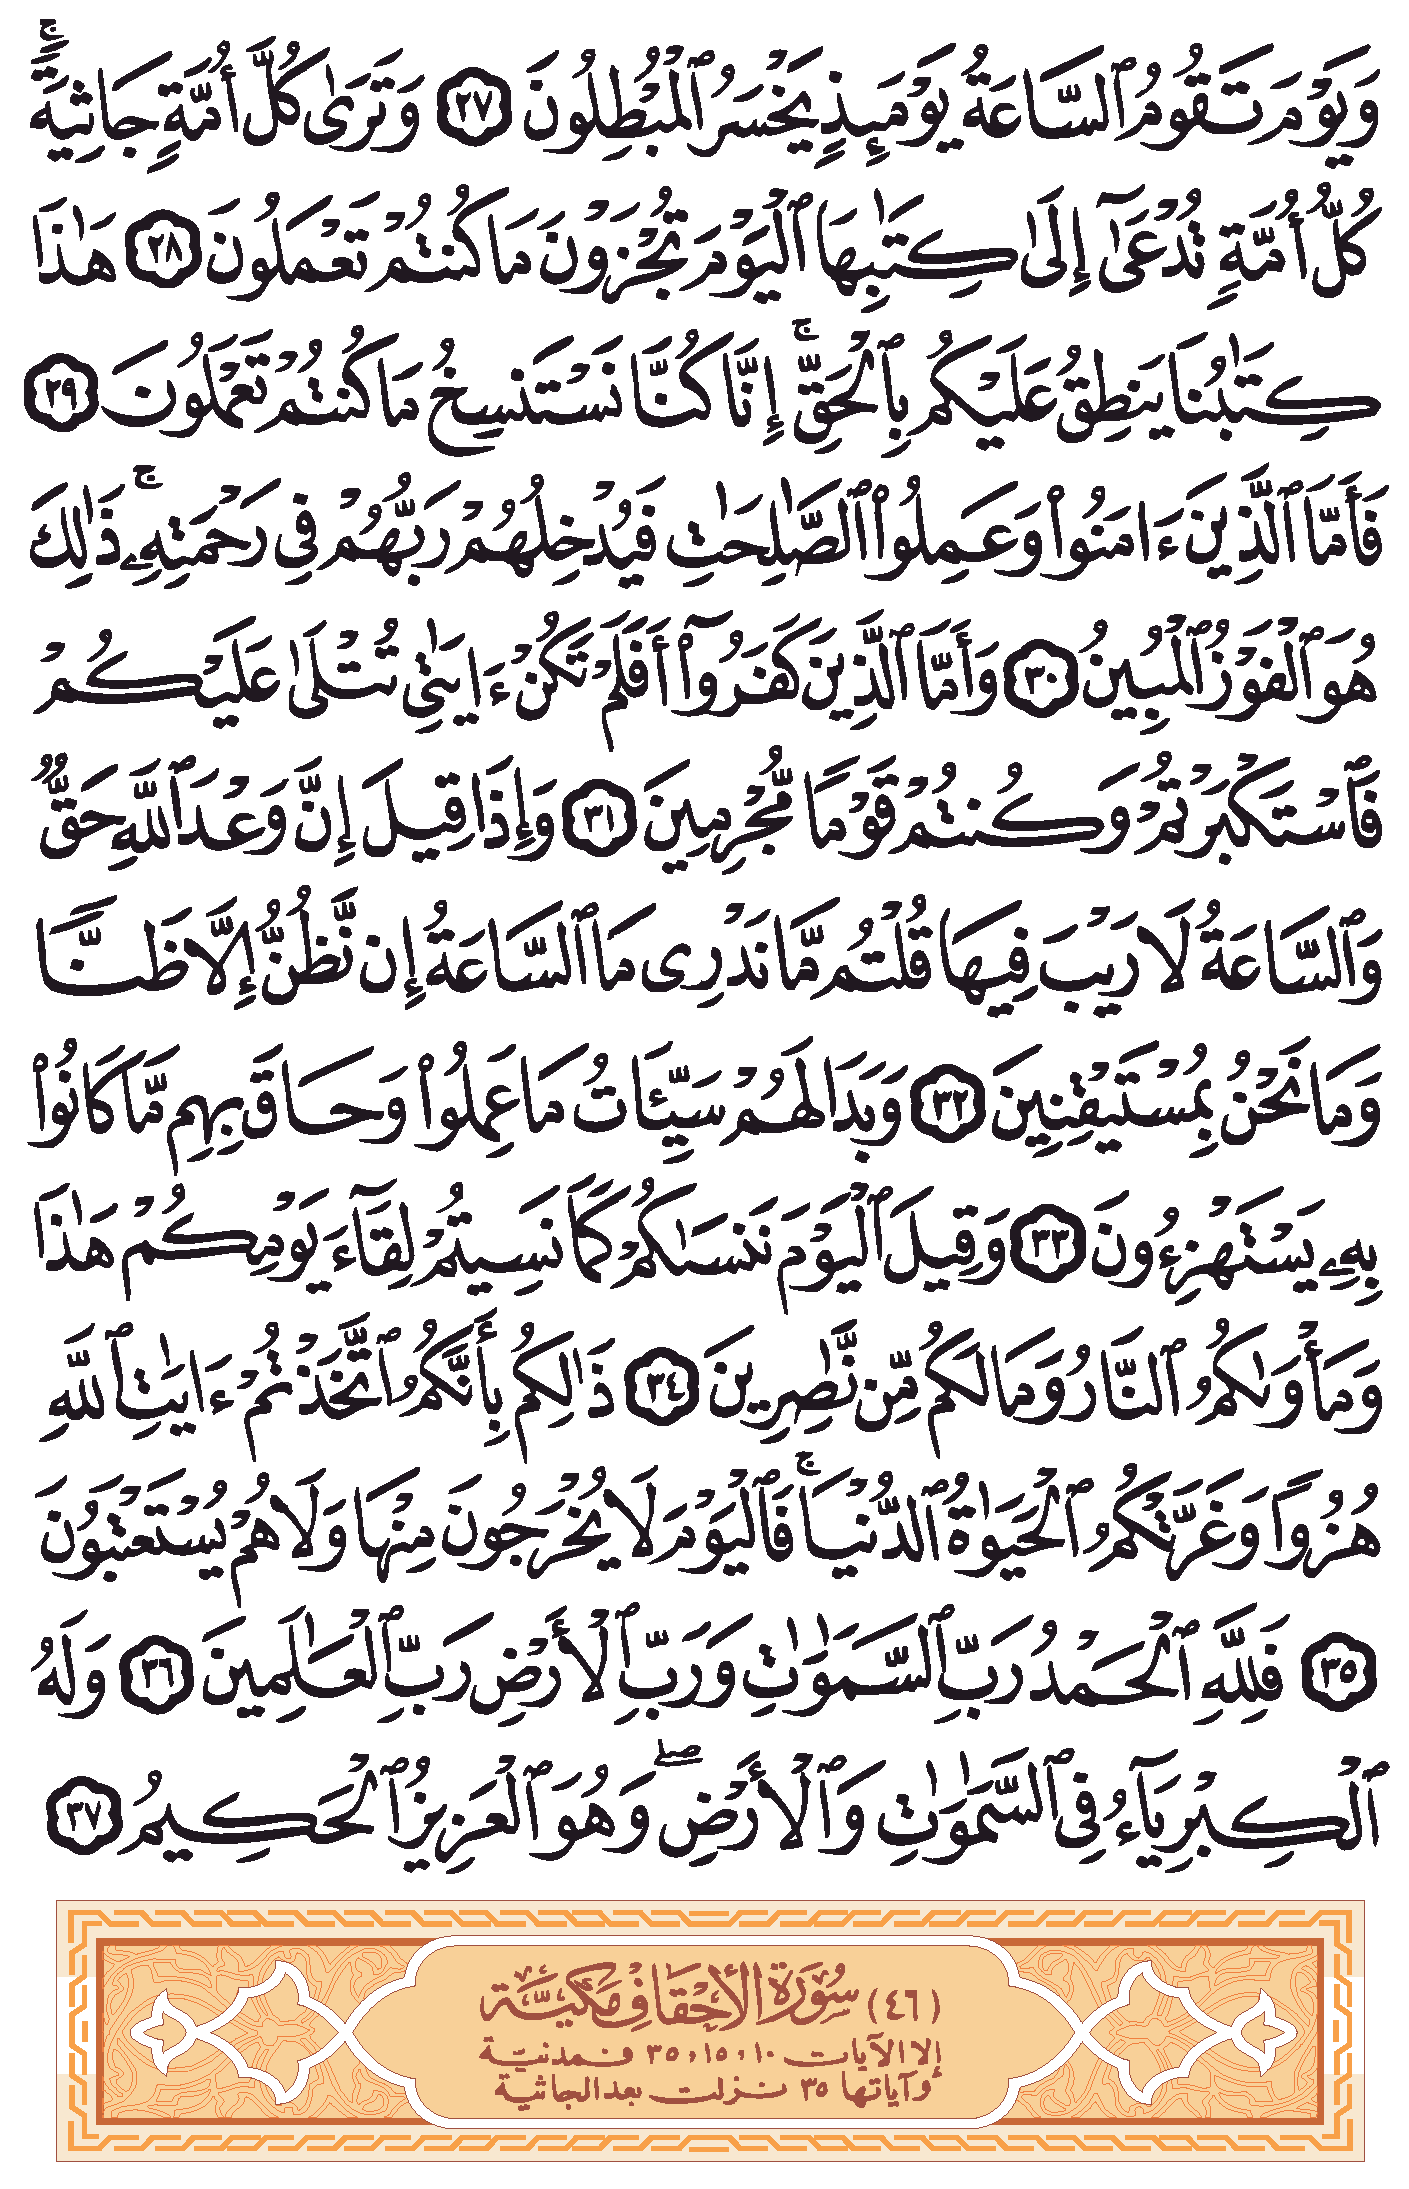 وَيَوْمَ تَقُومُ ٱلسَّاعَةُ يَوْمَئِذٍ يَخْسَرُ ٱلْمُبْطِلُونَ ٢٧ وَتَرَىٰ كُلَّ أُمَّةٍ جَاثِيَةً ۚ
كُلُّ أُمَّةٍ تُدْعَىٰٓ إِلَىٰ كِتَٰبِهَا ٱلْيَوْمَ تُجْزَوْنَ مَا كُنتُمْ تَعْمَلُونَ ٢٨ هَٰذَا
كِتَٰبُنَا يَنطِقُ عَلَيْكُم بِٱلْحَقِّ ۚ إِنَّا كُنَّا نَسْتَنسِخُ مَا كُنتُمْ تَعْمَلُونَ ٢٩
فَأَمَّا ٱلَّذِينَ ءَامَنُوا۟ وَعَمِلُوا۟ ٱلصَّٰلِحَٰتِ فَيُدْخِلُهُمْ رَبُّهُمْ فِى رَحْمَتِهِۦ ۚ ذَٰلِكَ
هُوَ ٱلْفَوْزُ ٱلْمُبِينُ ٣٠ وَأَمَّا ٱلَّذِينَ كَفَرُوٓا۟ أَفَلَمْ تَكُنْ ءَايَٰتِى تُتْلَىٰ عَلَيْكُمْ
فَٱسْتَكْبَرْتُمْ وَكُنتُمْ قَوْمًا مُّجْرِمِينَ ٣١ وَإِذَا قِيلَ إِنَّ وَعْدَ ٱللَّهِ حَقٌّ
وَٱلسَّاعَةُ لَا رَيْبَ فِيهَا قُلْتُم مَّا نَدْرِى مَا ٱلسَّاعَةُ إِن نَّظُنُّ إِلَّا ظَنًّا
وَمَا نَحْنُ بِمُسْتَيْقِنِينَ ٣٢ وَبَدَا لَهُمْ سَيِّئَاتُ مَا عَمِلُوا۟ وَحَاقَ بِهِم مَّا كَانُوا۟
بِهِۦ يَسْتَهْزِءُونَ ٣٣ وَقِيلَ ٱلْيَوْمَ نَنسَىٰكُمْ كَمَا نَسِيتُمْ لِقَآءَ يَوْمِكُمْ هَٰذَا
وَمَأْوَىٰكُمُ ٱلنَّارُ وَمَا لَكُم مِّن نَّٰصِرِينَ ٣٤ ذَٰلِكُم بِأَنَّكُمُ ٱتَّخَذْتُمْ ءَايَٰتِ ٱللَّهِ
هُزُوًا وَغَرَّتْكُمُ ٱلْحَيَوٰةُ ٱلدُّنْيَا ۚ فَٱلْيَوْمَ لَا يُخْرَجُونَ مِنْهَا وَلَا هُمْ يُسْتَعْتَبُونَ
٣٥ فَلِلَّهِ ٱلْحَمْدُ رَبِّ ٱلسَّمَٰوَٰتِ وَرَبِّ ٱلْأَرْضِ رَبِّ ٱلْعَٰلَمِينَ ٣٦ وَلَهُ
ٱلْكِبْرِيَآءُ فِى ٱلسَّمَٰوَٰتِ وَٱلْأَرْضِ ۖ وَهُوَ ٱلْعَزِيزُ ٱلْحَكِيمُ ٣٧
(٤٦) سُورَةُ الأَحْقَافِ مَكِّيَّة
إلا الآيات ١٠، ١٥، ٣٥ فمدنيّة
وآياتها ٣٥ نزلت بعد الجاثية